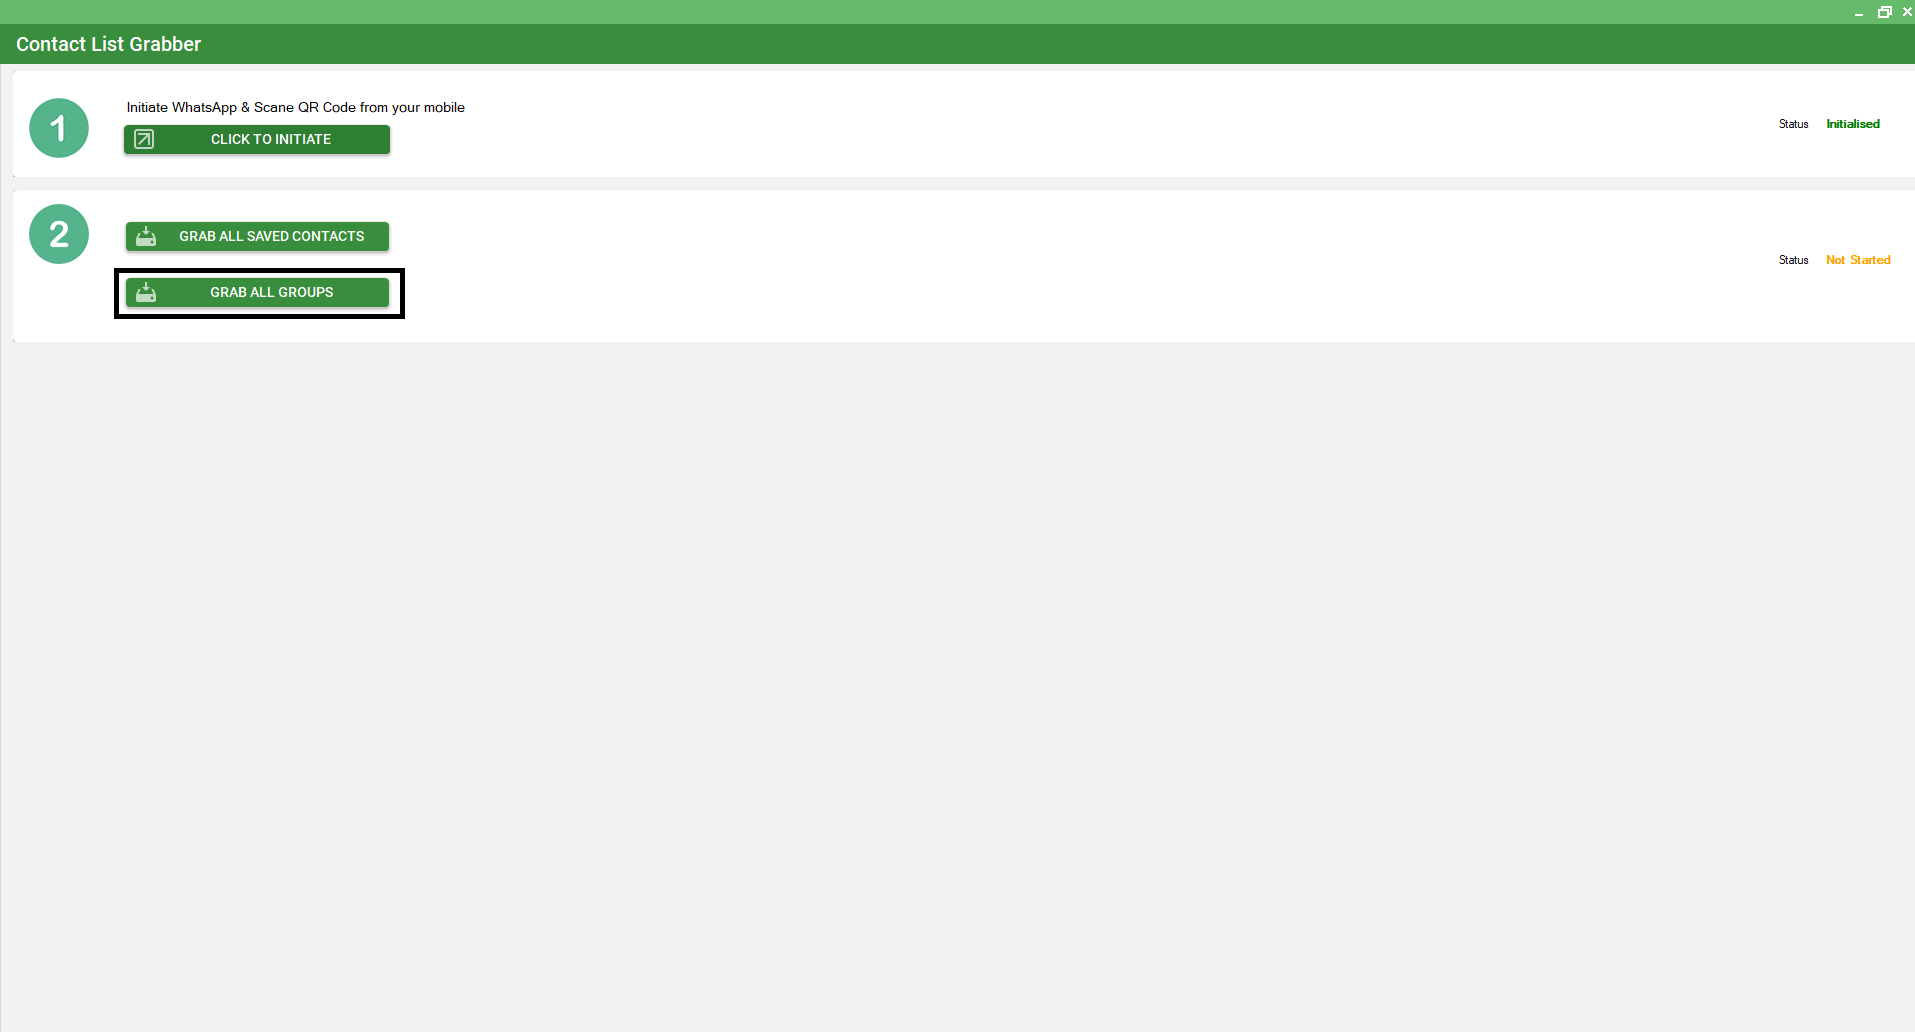 Contact List Grabber
1
Initiate WhatsApp & Scane QR Code from your mobile
CLICK TO INITIATE
Status Initialised
2
GRAB ALL SAVED CONTACTS
Status Not Started
GRAB ALL GROUPS